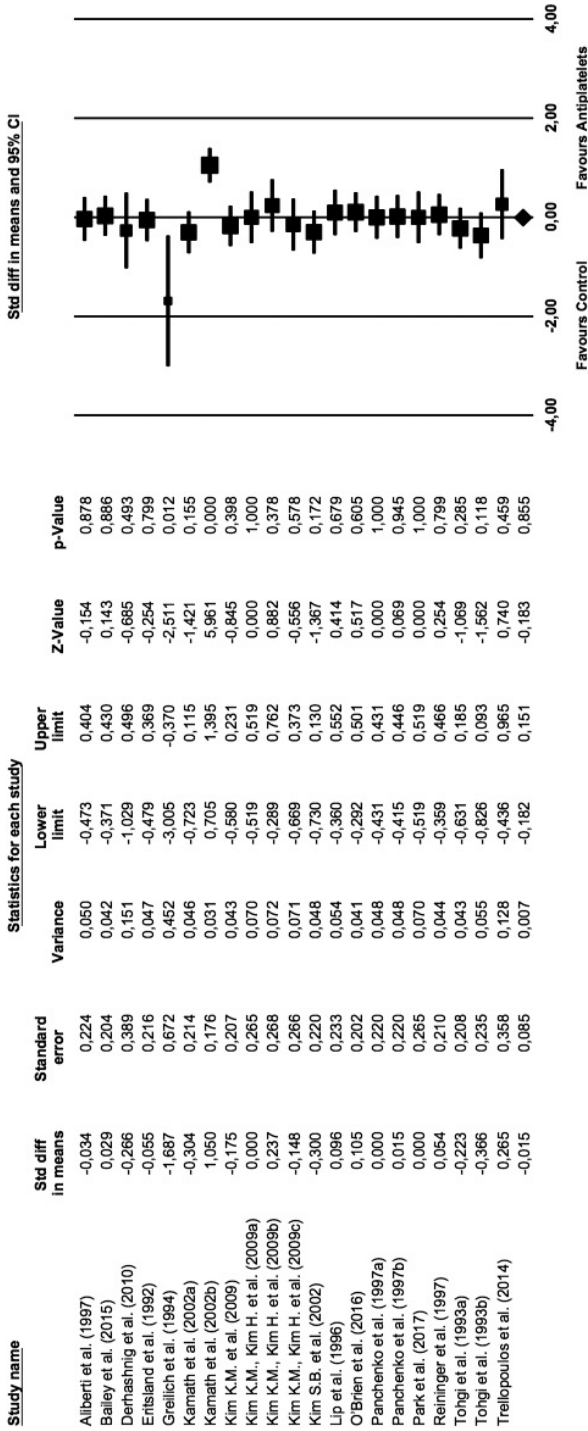 Study name Statistics for each study Std diff in means and 95% CI
Std diff in means Standard error Variance Lower limit Upper limit Z-Value p-Value
Aliberti et al. (1997) -0,034 0,224 0,050 -0,473 0,404 -0,154 0,878
Bailey et al. (2015) 0,029 0,204 0,042 -0,371 0,430 0,143 0,886
Derhashnig et al. (2010) -0,266 0,389 0,151 -1,029 0,496 -0,685 0,493
Eritsland et al. (1992) -0,055 0,216 0,047 -0,479 0,369 -0,254 0,799
Greilich et al. (1994) -1,687 0,672 0,452 -3,005 -0,370 -2,511 0,012
Kamath et al. (2002a) -0,304 0,214 0,046 -0,723 0,115 -1,421 0,155
Kamath et al. (2002b) 1,050 0,176 0,031 0,705 1,395 5,961 0,000
Kim K.M. et al. (2009) -0,175 0,207 0,043 -0,580 0,231 -0,845 0,398
Kim K.M., Kim H. et al. (2009a) 0,000 0,265 0,070 -0,519 0,519 0,000 1,000
Kim K.M., Kim H. et al. (2009b) 0,237 0,268 0,072 -0,289 0,762 0,882 0,378
Kim K.M., Kim H. et al. (2009c) -0,148 0,266 0,071 -0,669 0,373 -0,556 0,578
Kim S.B. et al. (2002) -0,300 0,220 0,048 -0,730 0,130 -1,367 0,172
Lip et al. (1996) 0,096 0,233 0,054 -0,360 0,552 0,414 0,679
O'Brien et al. (2016) 0,105 0,202 0,041 -0,292 0,501 0,517 0,605
Panchenko et al. (1997a) 0,000 0,220 0,048 -0,431 0,431 0,000 1,000
Panchenko et al. (1997b) 0,015 0,220 0,048 -0,415 0,446 0,069 0,945
Park et al. (2017) 0,000 0,265 0,070 -0,519 0,519 0,000 1,000
Reininger et al. (1997) 0,054 0,210 0,044 -0,359 0,466 0,254 0,799
Tohgi et al. (1993a) -0,223 0,208 0,043 -0,631 0,185 -1,069 0,285
Tohgi et al. (1993b) -0,366 0,235 0,055 -0,826 0,093 -1,562 0,118
Trellopoulos et al. (2014) 0,265 0,358 0,128 -0,436 0,965 0,740 0,459
-0,015 0,085 0,007 -0,182 0,151 -0,183 0,855
-4,00 -2,00 0,00 2,00 4,00
Favours Control Favours Antiplatelets